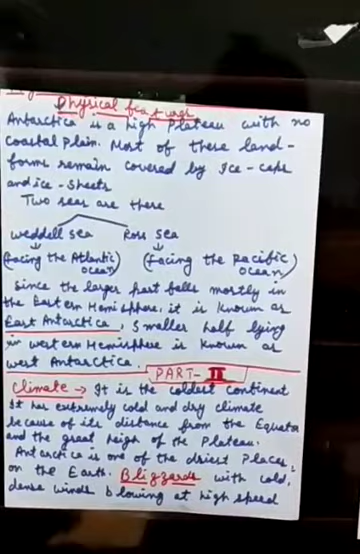 Physical features
Antarctica is a high Plateau with no
coastal Plain. Most of these land-
forms remain covered by Ice-caps
and ice-sheets
Two seas are there
Weddell Sea Ross Sea
(facing the Atlantic Ocean) (facing the Pacific Ocean)
Since the larger part falls mostly in
the Eastern Hemisphere, it is known as
East Antarctica. Smaller half lying
in western Hemisphere is known as
west Antarctica.
PART-II
Climate → It is the coldest continent
It has extremely cold and dry climate
because of its distance from the Equator
and the great heigh of the Plateau.
Antarctica is one of the driest Places
on the Earth. Blizzards with cold,
dense winds blowing at high speed